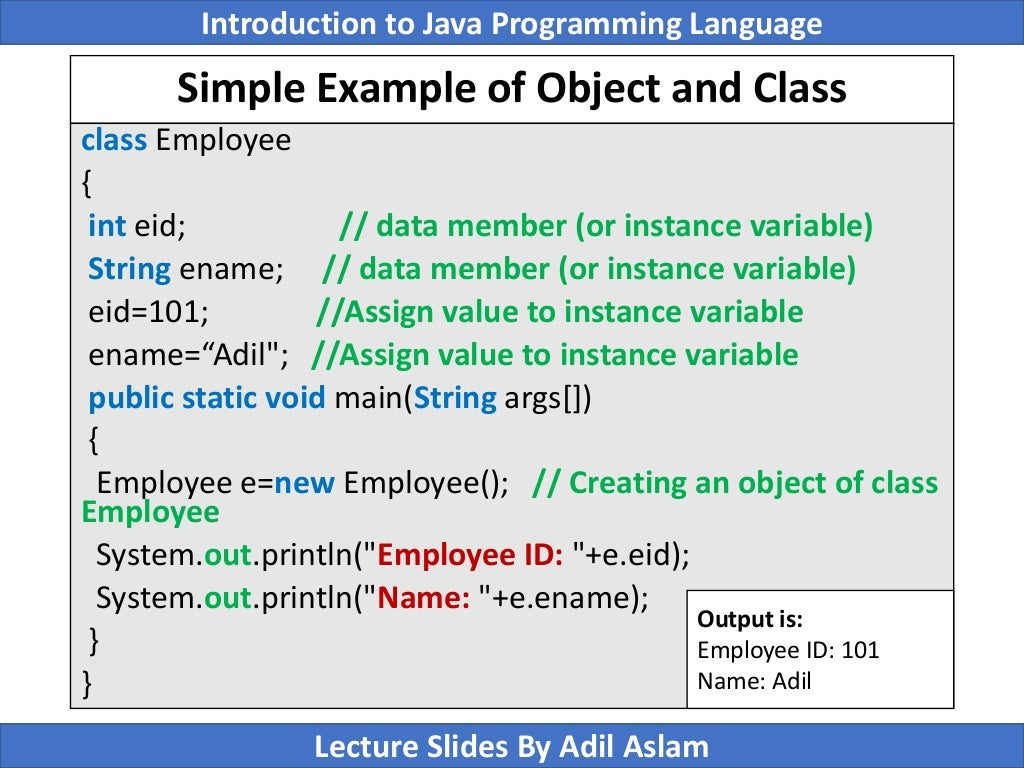 Introduction to Java Programming Language
Simple Example of Object and Class
class Employee
{
int eid; // data member (or instance variable)
String ename; // data member (or instance variable)
eid=101; //Assign value to instance variable
ename=“Adil"; //Assign value to instance variable
public static void main(String args[])
{
Employee e=new Employee(); // Creating an object of class
Employee
System.out.println("Employee ID: "+e.eid);
System.out.println("Name: "+e.ename);
}
}
Output is:
Employee ID: 101
Name: Adil
Lecture Slides By Adil Aslam